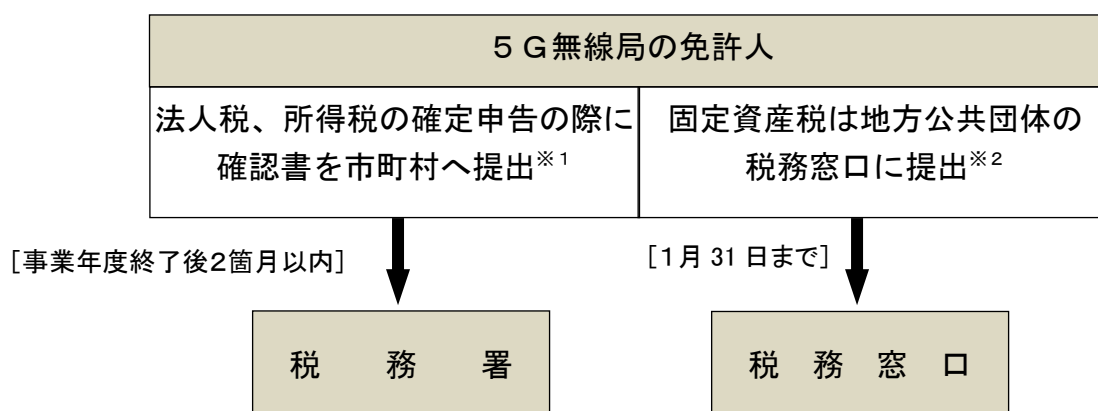 ５Ｇ無線局の免許人
法人税、所得税の確定申告の際に
確認書を市町村へ提出※1
固定資産税は地方公共団体の
税務窓口に提出※2
［事業年度終了後2箇月以内］
［1月 31 日まで］
税　務　署
税　務　窓　口